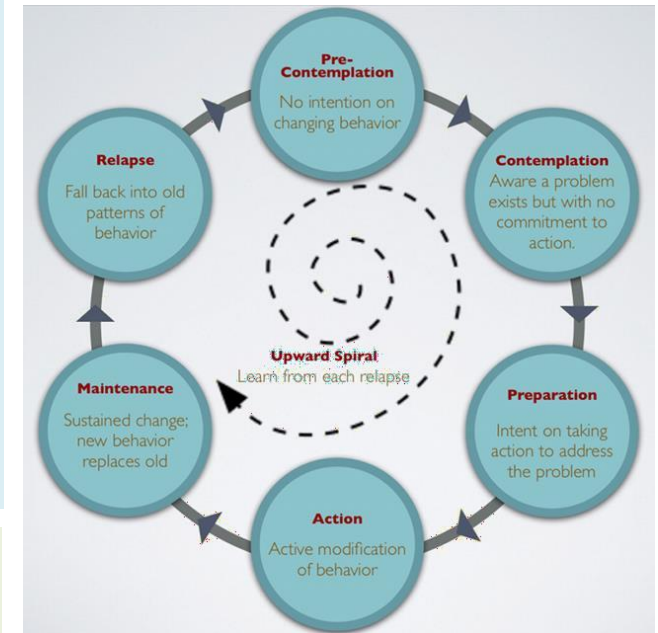 Pre-
Contemplation
No intention on
changing behavior
Contemplation
Aware a problem
exists but with no
commitment to
action.
Preparation
Intent on taking
action to address
the problem
Action
Active modification
of behavior
Maintenance
Sustained change;
new behavior
replaces old
Relapse
Fall back into old
patterns of
behavior
Upward Spiral
Learn from each relapse